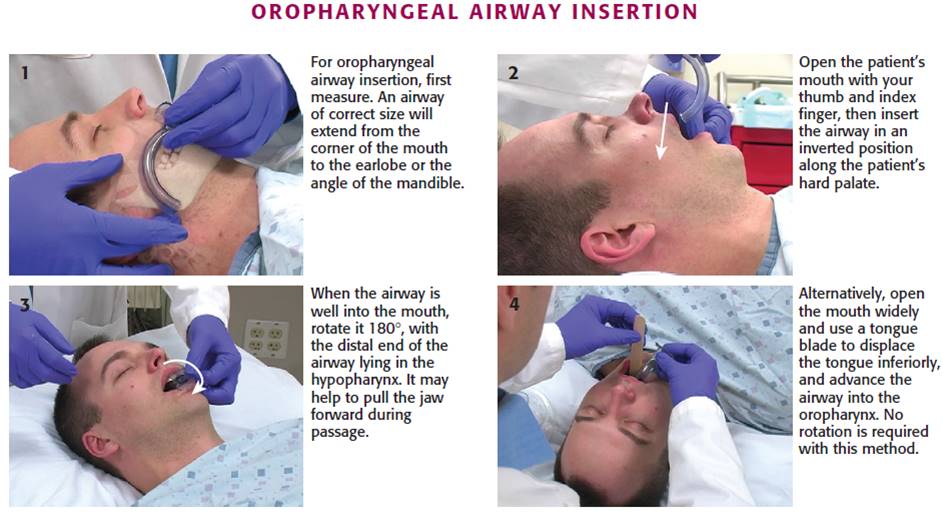 OROPHARYNGEAL AIRWAY INSERTION
1
For oropharyngeal
airway insertion, first
measure. An airway
of correct size will
extend from the
corner of the mouth
to the earlobe or the
angle of the mandible.
2
Open the patient's
mouth with your
thumb and index
finger, then insert
the airway in an
inverted position
along the patient's
hard palate.
3
When the airway is
well into the mouth,
rotate it 180°, with
the distal end of the
airway lying in the
hypopharynx. It may
help to pull the jaw
forward during
passage.
4
Alternatively, open
the mouth widely
and use a tongue
blade to displace
the tongue inferiorly,
and advance the
airway into the
oropharynx. No
rotation is required
with this method.